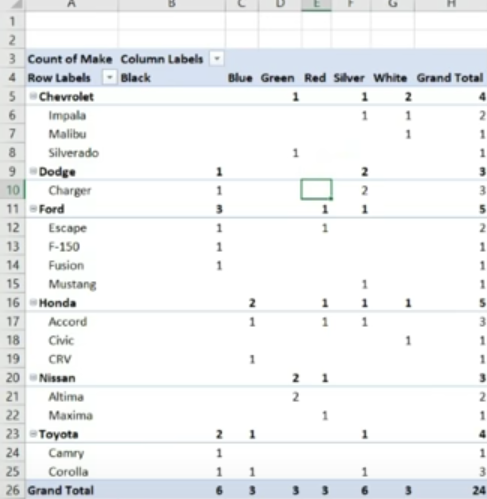 A B C D E F G H
1
2
3 Count of Make Column Labels
4 Row Labels Black Blue Green Red Silver White Grand Total
5 Chevrolet 1 1 2 4
6 Impala 1 1 2
7 Malibu 1 1
8 Silverado 1 1
9 Dodge 1 2 3
10 Charger 1 2 3
11 Ford 3 1 1 5
12 Escape 1 1 2
13 F-150 1 1
14 Fusion 1 1
15 Mustang 1 1
16 Honda 2 1 1 1 5
17 Accord 1 1 1 3
18 Civic 1 1
19 CRV 1 1
20 Nissan 2 1 3
21 Altima 2 2
22 Maxima 1 1
23 Toyota 2 1 1 4
24 Camry 1 1
25 Corolla 1 1 1 3
26 Grand Total 6 3 3 3 6 3 24